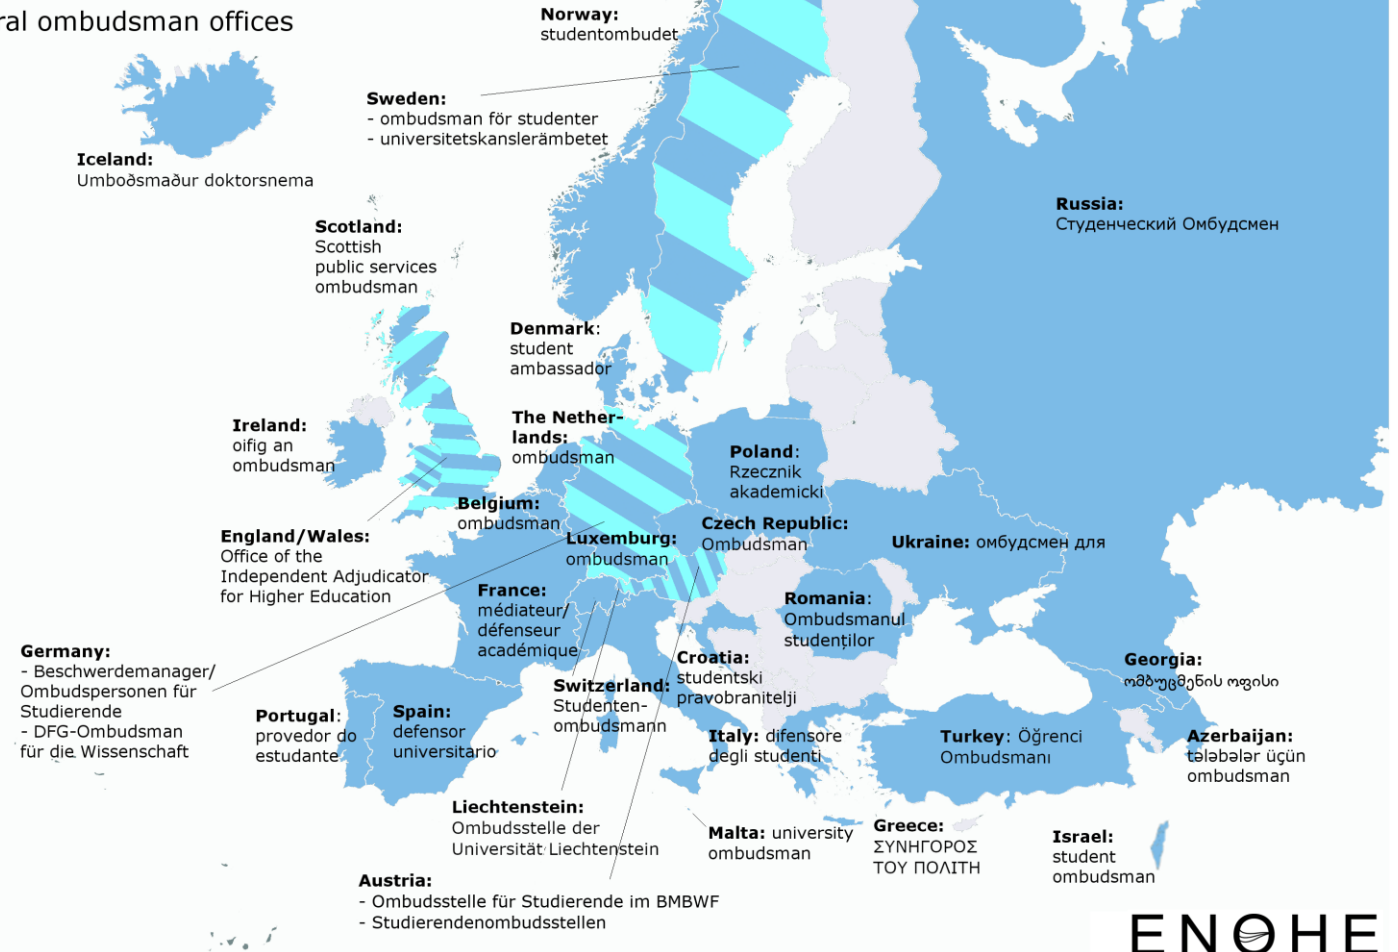 ral ombudsman offices
Norway:
studentombudet
Sweden:
- ombudsman för studenter
- universitetskanslerämbetet
Iceland:
Umboðsmaður doktorsnema
Russia:
Студенческий Омбудсмен
Scotland:
Scottish
public services
ombudsman
Denmark:
student
ambassador
Ireland:
oifig an
ombudsman
The Nether-
lands:
ombudsman
Poland:
Rzecznik
akademicki
Belgium:
ombudsman
Czech Republic:
Ombudsman
England/Wales:
Office of the
Independent Adjudicator
for Higher Education
Luxemburg:
ombudsman
Ukraine: омбудсмен для
France:
médiateur/
défenseur
académique
Romania:
Ombudsmanul
studenților
Germany:
- Beschwerdemanager/
Ombudspersonen für
Studierende
- DFG-Ombudsman
für die Wissenschaft
Croatia:
studentski
pravobranitelji
Georgia:
ომბუცმენის ოფისი
Switzerland:
Studenten-
ombudsmann
Portugal:
provedor do
estudante
Spain:
defensor
universitario
Italy: difensore
degli studenti
Turkey: Öğrenci
Ombudsmanı
Azerbaijan:
tələbələr üçün
ombudsman
Liechtenstein:
Ombudsstelle der
Universität Liechtenstein
Malta: university
ombudsman
Greece:
ΣΥΝΗΓΟΡΟΣ
ΤΟΥ ΠΟΛΙΤΗ
Israel:
student
ombudsman
Austria:
- Ombudsstelle für Studierende im BMBWF
- Studierendenombudsstellen
ENOHE